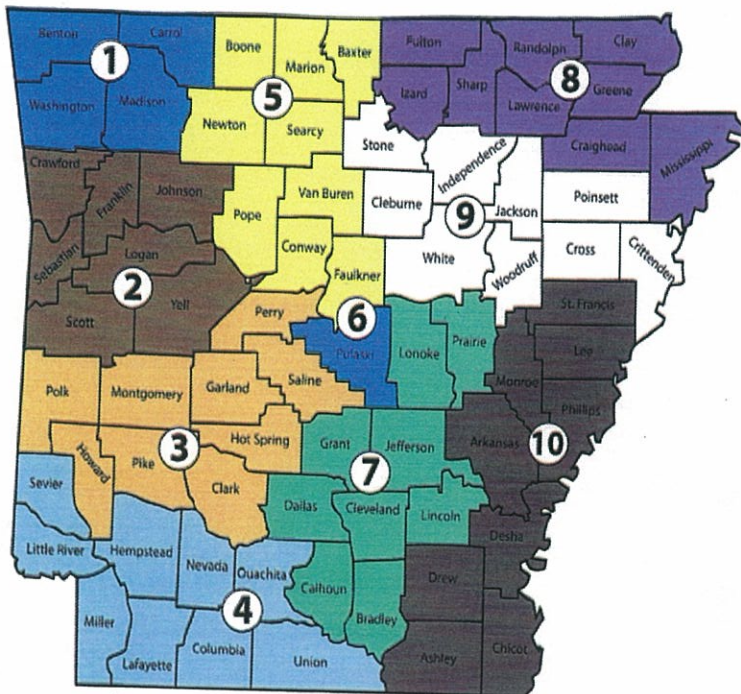 Benton
Carrol
1
Washington
Madison
Boone
Marion
Baxter
5
Newton
Searcy
Fulton
Randolph
Clay
8
Izard
Sharp
Lawrence
Greene
Craighead
Mississippi
Stone
Independence
Cleburne
Jackson
9
Poinsett
White
Woodruff
Cross
Crittenden
Crawford
Franklin
Johnson
Sebastian
Logan
2
Scott
Yell
Pope
Van Buren
Conway
Faulkner
6
Pulaski
Perry
Saline
Polk
Montgomery
Garland
Hot Spring
3
Howard
Pike
Clark
Lonoke
Prairie
Grant
Jefferson
7
Dallas
Cleveland
Lincoln
Calhoun
Bradley
St. Francis
Lee
Monroe
Phillips
Arkansas
10
Desha
Drew
Ashley
Chicot
Sevier
Little River
Hempstead
Nevada
Ouachita
4
Miller
Lafayette
Columbia
Union